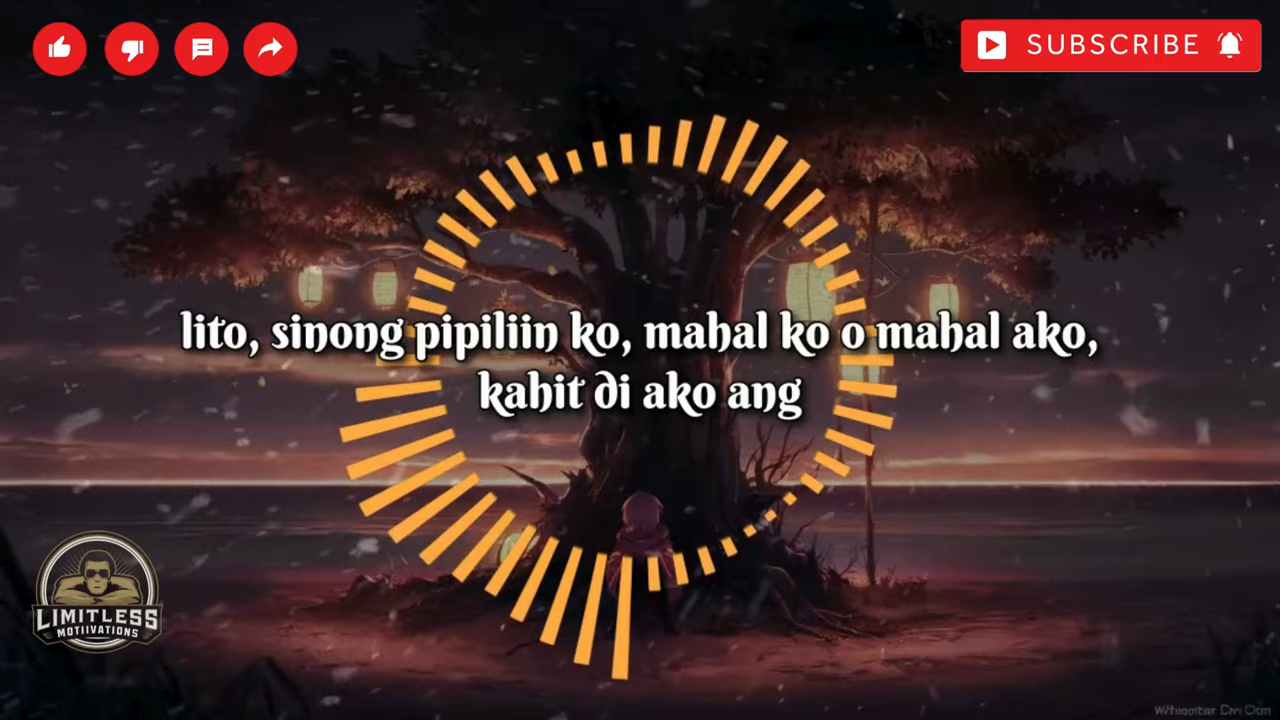 SUBSCRIBE
lito, sinong pipiliin ko, mahal ko o mahal ako,
kahit di ako ang
LIMITLESS
MOTIIVATIONS